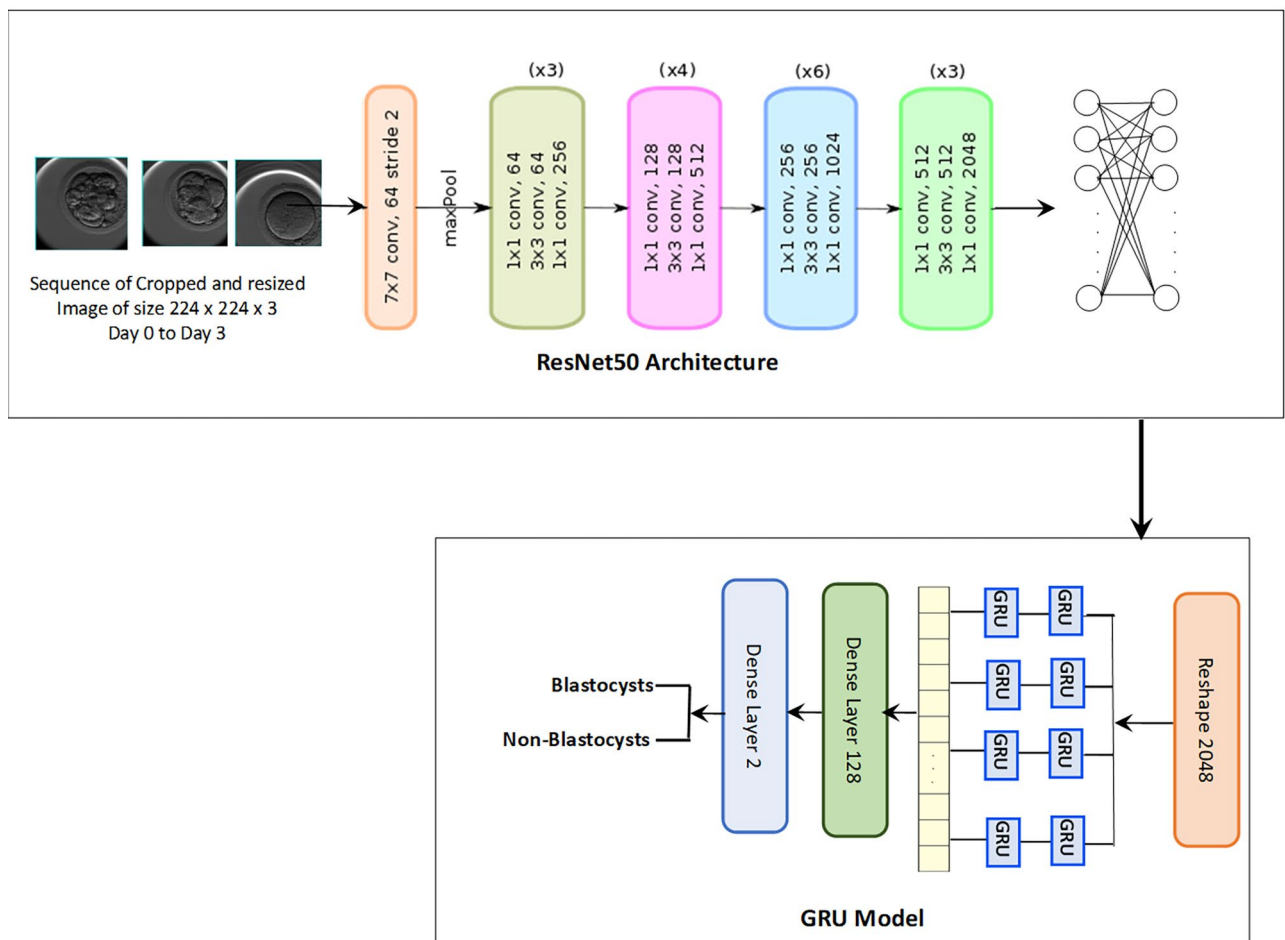 (x3)
(x4)
(x6)
(x3)
7x7 conv, 64 stride 2
maxPool
1x1 conv, 64
3x3 conv, 64
1x1 conv, 256
1x1 conv, 128
3x3 conv, 128
1x1 conv, 512
1x1 conv, 256
3x3 conv, 256
1x1 conv, 1024
1x1 conv, 512
3x3 conv, 512
1x1 conv, 2048
Sequence of Cropped and resized
Image of size 224 x 224 x 3
Day 0 to Day 3
ResNet50 Architecture
Blastocysts
Non-Blastocysts
Dense Layer 2
Dense Layer 128
GRU
GRU
GRU
GRU
GRU
GRU
GRU
GRU
Reshape 2048
GRU Model